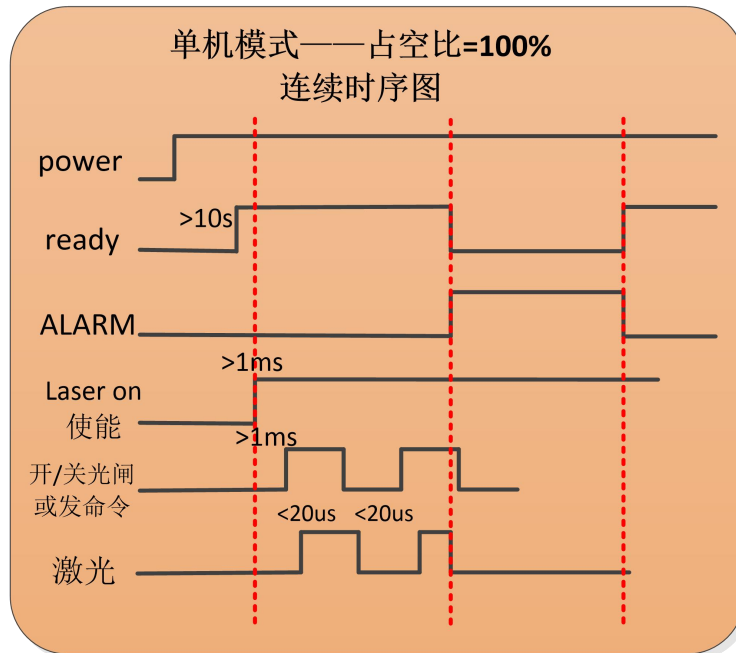 单机模式——占空比=100%
连续时序图
power
>10s
ready
ALARM
>1ms
Laser on
使能
>1ms
开/关光闸
或发命令
<20us <20us
激光